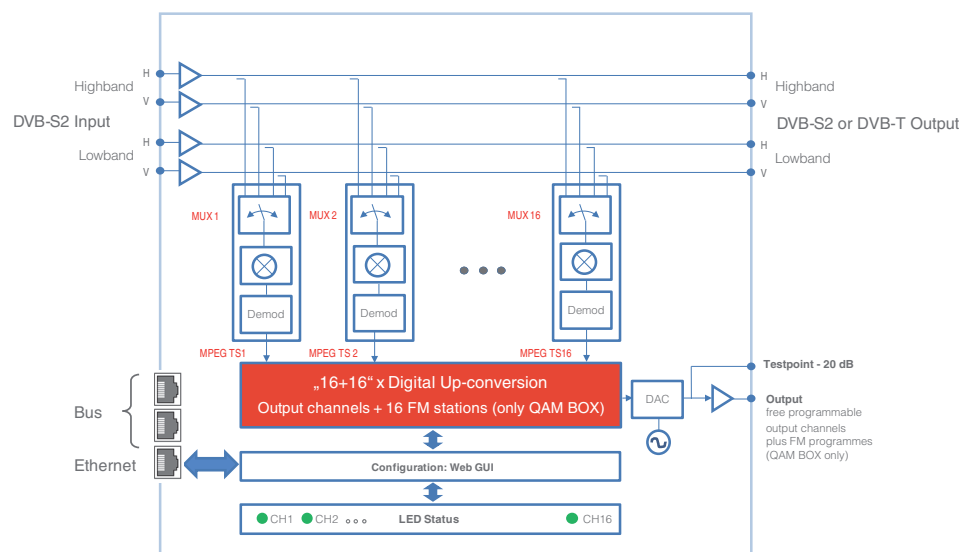 H
Highband
V
DVB-S2 Input
H
Lowband
V
H
Highband
V
DVB-S2 or DVB-T Output
H
Lowband
V
MUX 1
MUX 2
MUX 16
Demod
Demod
Demod
MPEG TS1
MPEG TS 2
MPEG TS16
„16+16“ x Digital Up-conversion
Output channels + 16 FM stations (only QAM BOX)
DAC
Testpoint - 20 dB
Output
free programmable
output channels
plus FM programmes
(QAM BOX only)
Bus
Ethernet
Configuration: Web GUI
CH1 CH2 LED Status CH16